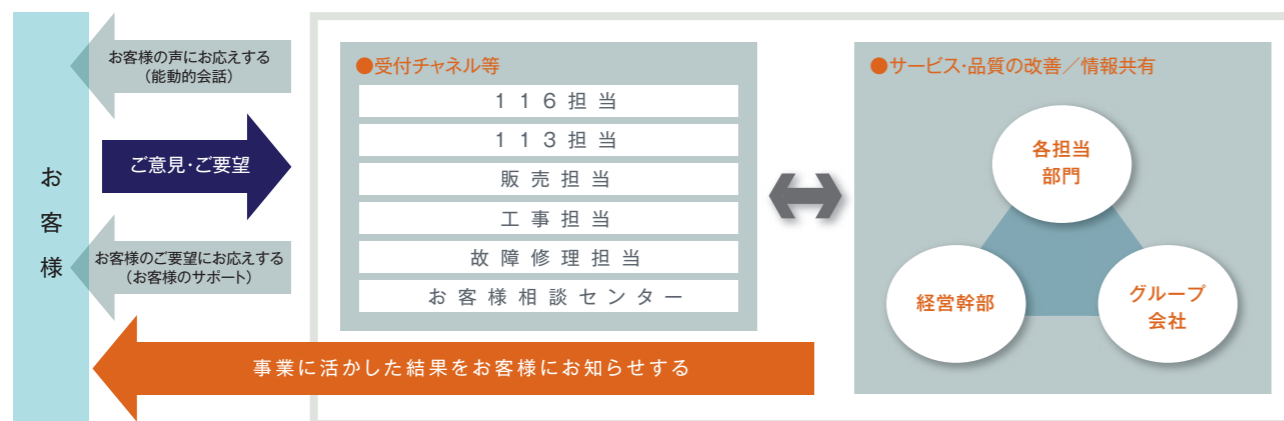 お客様
お客様の声にお応えする
(能動的会話)
ご意見・ご要望
お客様のご要望にお応えする
(お客様のサポート)
●受付チャネル等
116担当
113担当
販売担当
工事担当
故障修理担当
お客様相談センター
事業に活かした結果をお客様にお知らせする
●サービス・品質の改善／情報共有
各担当
部門
経営幹部
グループ
会社